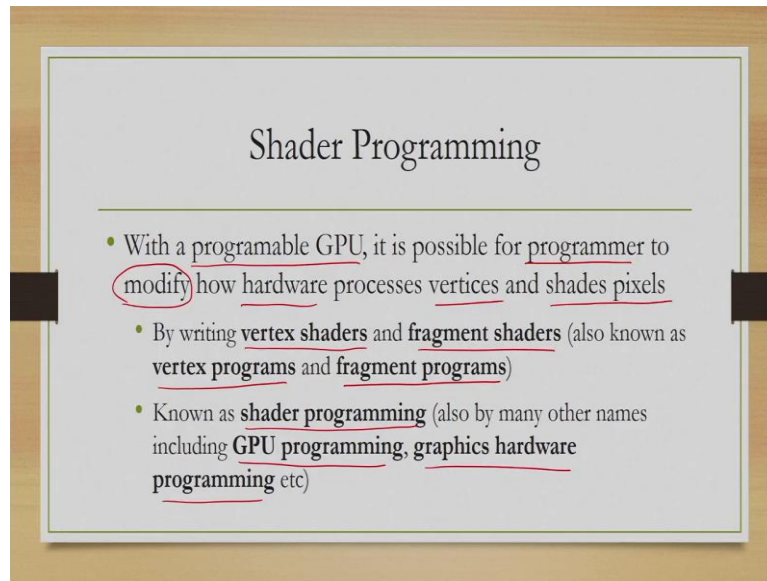 Shader Programming
• With a programable GPU, it is possible for programmer to
modify how hardware processes vertices and shades pixels
• By writing vertex shaders and fragment shaders (also known as
vertex programs and fragment programs)
• Known as shader programming (also by many other names
including GPU programming, graphics hardware
programming etc)